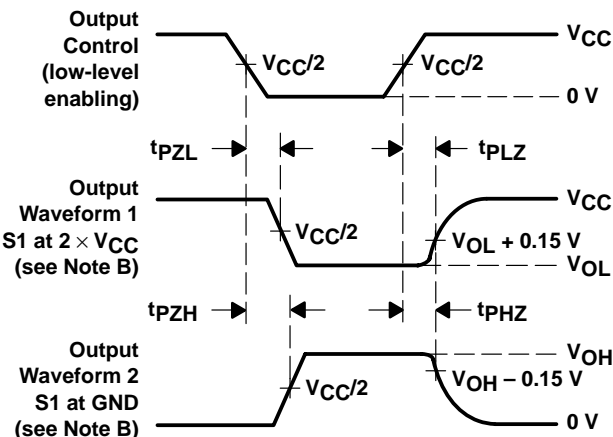 Output
Control
(low-level
enabling)
VCC
VCC/2
VCC/2
0 V
tPZL
tPLZ
Output
Waveform 1
S1 at 2 × VCC
(see Note B)
VCC
VCC/2
VOL + 0.15 V
VOL
tPZH
tPHZ
Output
Waveform 2
S1 at GND
(see Note B)
VOH
VCC/2
VOH – 0.15 V
0 V